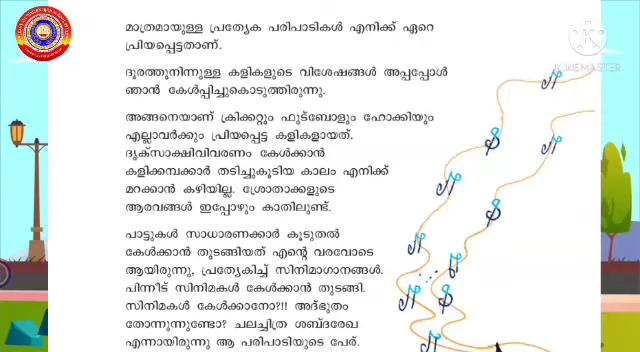 മാത്രമായുള്ള പ്രത്യേക പരിപാടികൾ എനിക്ക് ഏറെ
പ്രിയപ്പെട്ടതാണ്.
ദൂരത്തുനിന്നുള്ള കളികളുടെ വിശേഷങ്ങൾ അപ്പപ്പോൾ
ഞാൻ കേൾപ്പിച്ചുകൊടുത്തിരുന്നു.
അങ്ങനെയാണ് ക്രിക്കറ്റും ഫുട്ബോളും ഹോക്കിയും
എല്ലാവർക്കും പ്രിയപ്പെട്ട കളികളായത്.
ദൃക്സാക്ഷിവിവരണം കേൾക്കാൻ
കളിക്കമ്പക്കാർ തടിച്ചുകൂടിയ കാലം എനിക്ക്
മറക്കാൻ കഴിയില്ല. ശ്രോതാക്കളുടെ
ആരവങ്ങൾ ഇപ്പോഴും കാതിലുണ്ട്.
പാട്ടുകൾ സാധാരണക്കാർ കൂടുതൽ
കേൾക്കാൻ തുടങ്ങിയത് എന്റെ വരവോടെ
ആയിരുന്നു, പ്രത്യേകിച്ച് സിനിമാഗാനങ്ങൾ.
പിന്നീട് സിനിമകൾ കേൾക്കാൻ തുടങ്ങി.
സിനിമകൾ കേൾക്കാനോ?!! അദ്ഭുതം
തോന്നുന്നുണ്ടോ? ചലച്ചിത്ര ശബ്ദരേഖ
എന്നായിരുന്നു ആ പരിപാടിയുടെ പേര്.
KINEMASTER